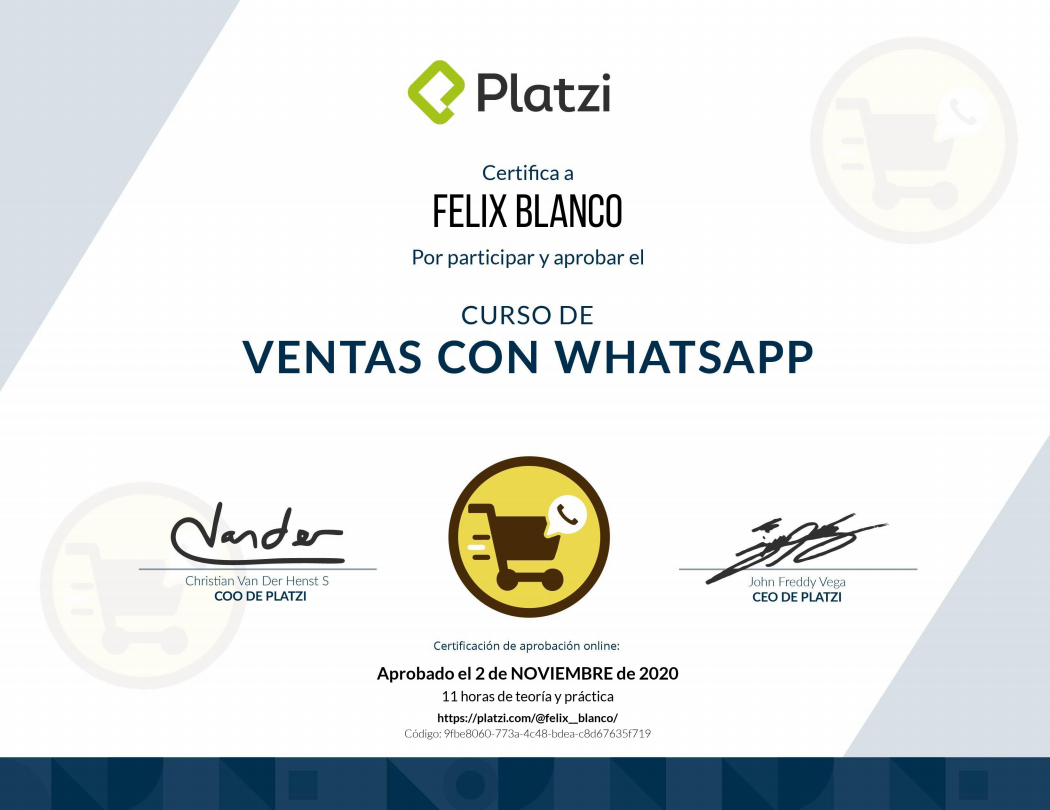 Platzi
Certifica a
FELIX BLANCO
Por participar y aprobar el
CURSO DE
VENTAS CON WHATSAPP
Vander
Christian Van Der Henst S
COO DE PLATZI
John Freddy Vega
CEO DE PLATZI
Certificación de aprobación online:
Aprobado el 2 de NOVIEMBRE de 2020
11 horas de teoría y práctica
https://platzi.com/@felix__blanco/
Código: 9fbe8060-773a-4c48-bdea-c8d67635f719